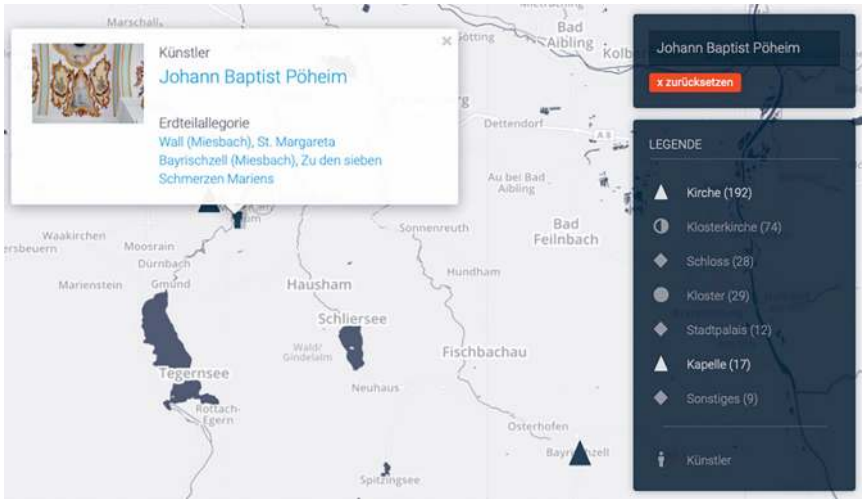 Künstler
Johann Baptist Pöheim
Erdteilallegorie
Wall (Miesbach), St. Margareta
Bayrischzell (Miesbach), Zu den sieben
Schmerzen Mariens
×
Johann Baptist Pöheim
x zurücksetzen
LEGENDE
Kirche (192)
Klosterkirche (74)
Schloss (28)
Kloster (29)
Stadtpalais (12)
Kapelle (17)
Sonstiges (9)
Künstler
Marschall
Bad
Aibling
Dettendorf
A 8
Au bei Bad
Aibling
Bad
Feilnbach
Sonnenreuth
Hundham
Waakirchen
Moosrain
Dürnbach
Marienstein
Gmund
Hausham
Schliersee
Wald/
Gindelalm
Fischbachau
Tegernsee
Neuhaus
Rottach-
Egern
Osterhofen
Spitzingsee